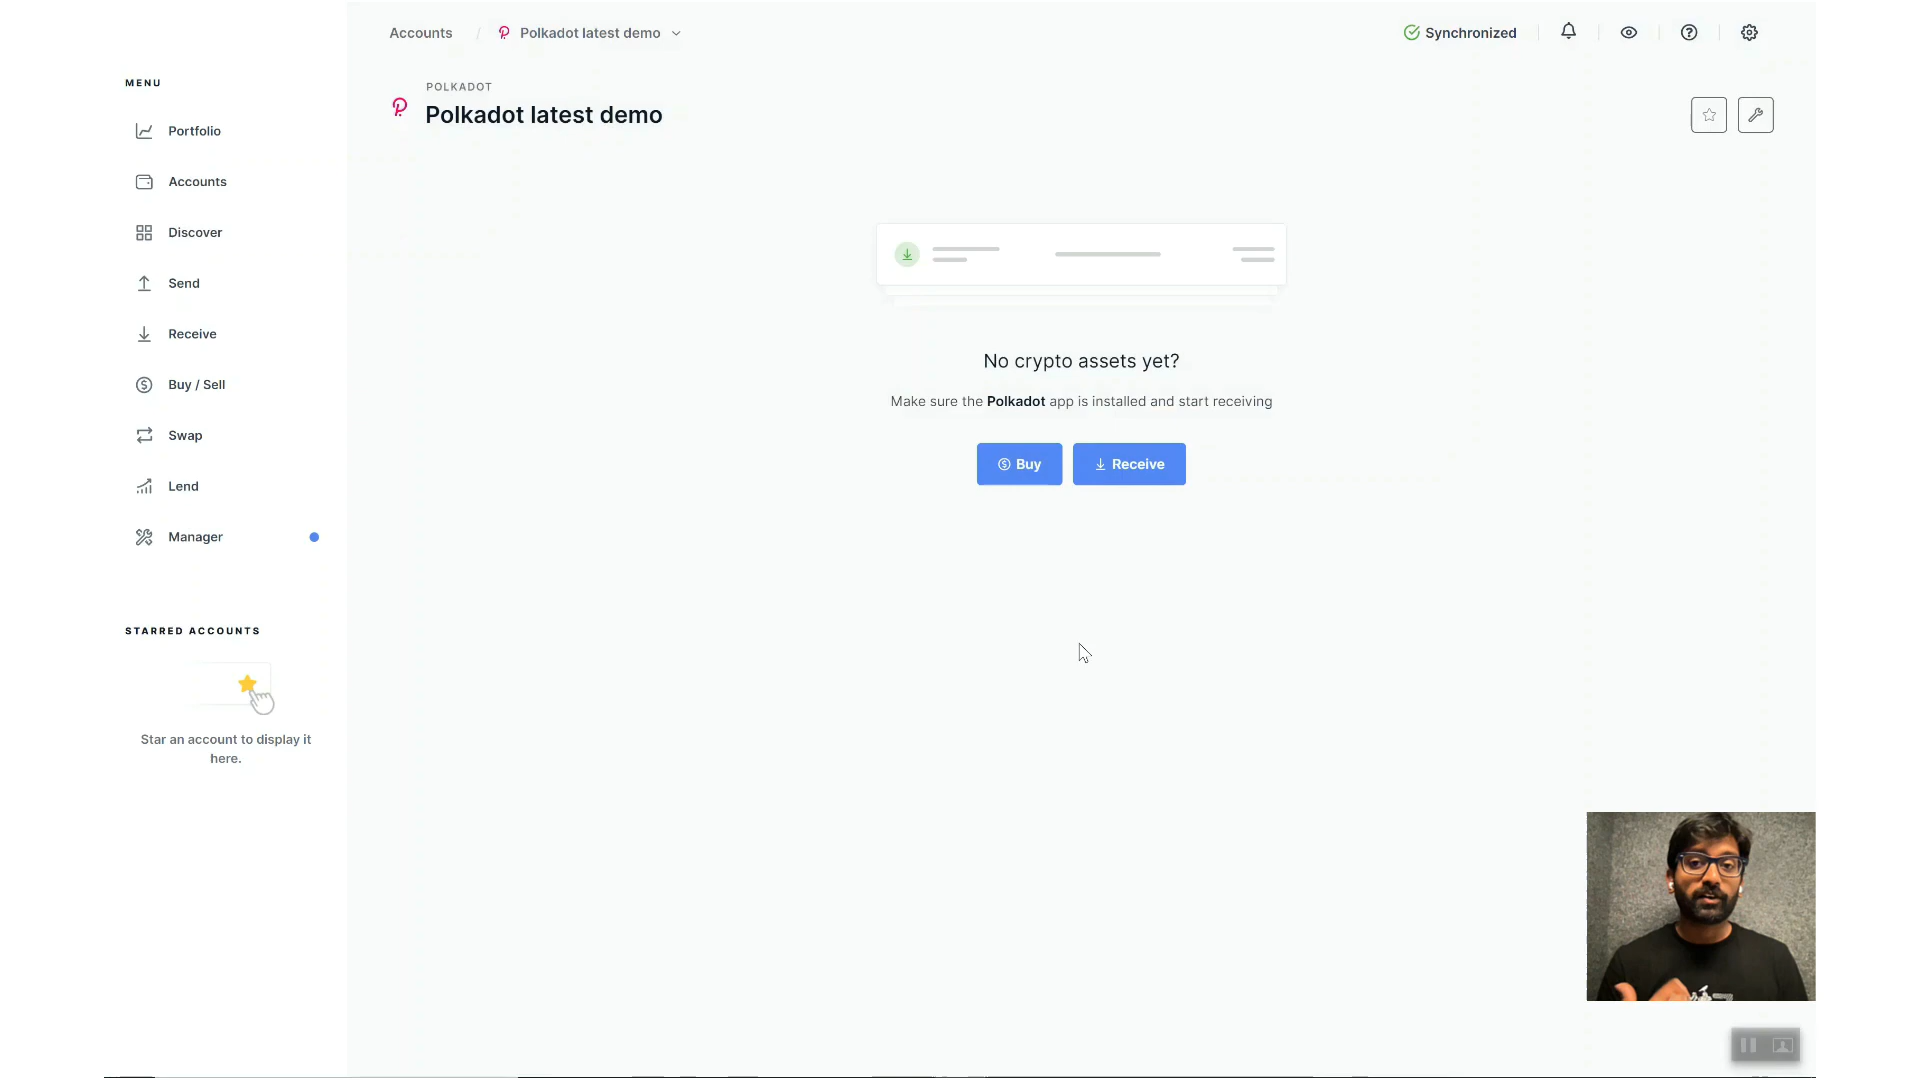 Accounts / Polkadot latest demo
Synchronized
MENU
Portfolio
Accounts
Discover
Send
Receive
Buy / Sell
Swap
Lend
Manager
STARRED ACCOUNTS
Star an account to display it
here.
POLKADOT
Polkadot latest demo
No crypto assets yet?
Make sure the Polkadot app is installed and start receiving
Buy
Receive